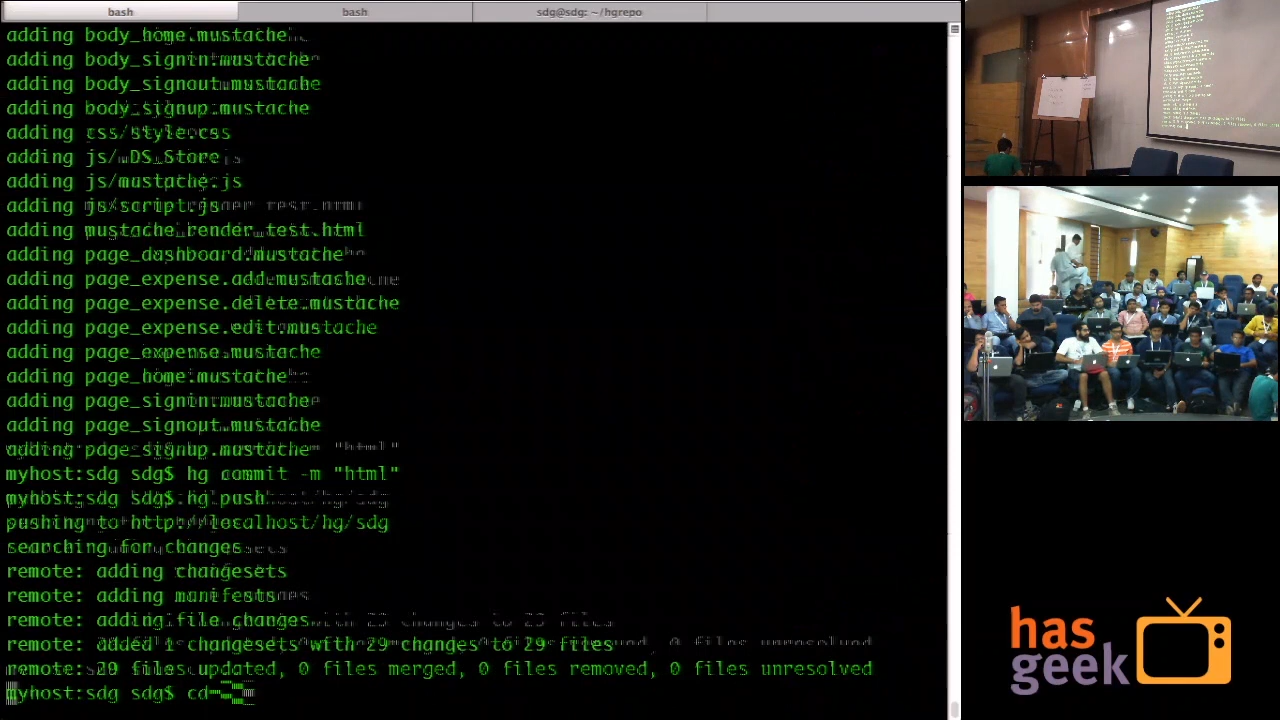 bash
bash
sdg@sdg: ~/hgrepo
adding body_home.mustache
adding body_signin.mustache
adding body_signout.mustache
adding body_signup.mustache
adding css/style.css
adding js/.DS_Store
adding js/mustache.js
adding js/script.js
adding mustache_render_test.html
adding page_dashboard.mustache
adding page_expense.add.mustache
adding page_expense.delete.mustache
adding page_expense.edit.mustache
adding page_expense.mustache
adding page_home.mustache
adding page_signin.mustache
adding page_signout.mustache
adding page_signup.mustache
myhost:sdg sdg$ hg commit -m "html"
myhost:sdg sdg$ hg push
pushing to http://localhost/hg/sdg
searching for changes
remote: adding changesets
remote: adding manifests
remote: adding file changes
remote: added 1 changesets with 29 changes to 29 files
remote: 29 files updated, 0 files merged, 0 files removed, 0 files unresolved
myhost:sdg sdg$ cd
has
geek